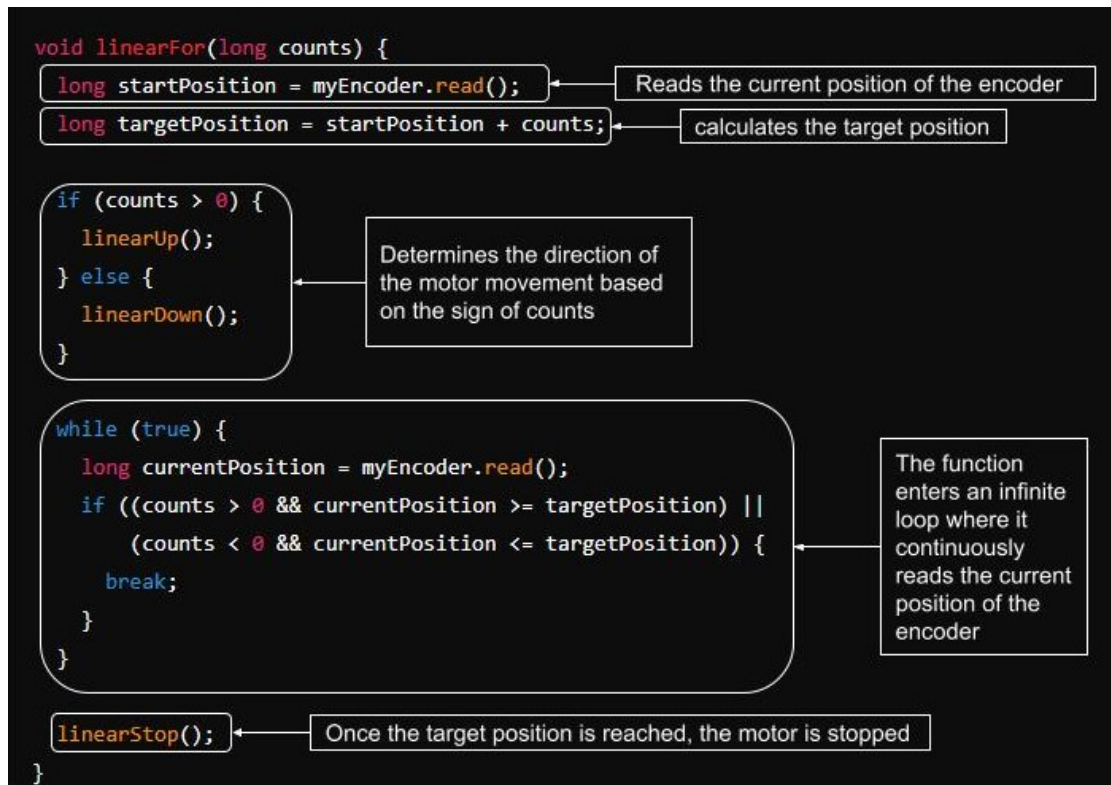 void linearFor(long counts) {
long startPosition = myEncoder.read();
Reads the current position of the encoder
long targetPosition = startPosition + counts;
calculates the target position
if (counts > 0) {
linearUp();
} else {
linearDown();
}
Determines the direction of
the motor movement based
on the sign of counts
while (true) {
long currentPosition = myEncoder.read();
if ((counts > 0 && currentPosition >= targetPosition) ||
(counts < 0 && currentPosition <= targetPosition)) {
break;
}
}
The function
enters an infinite
loop where it
continuously
reads the current
position of the
encoder
linearStop();
Once the target position is reached, the motor is stopped
}